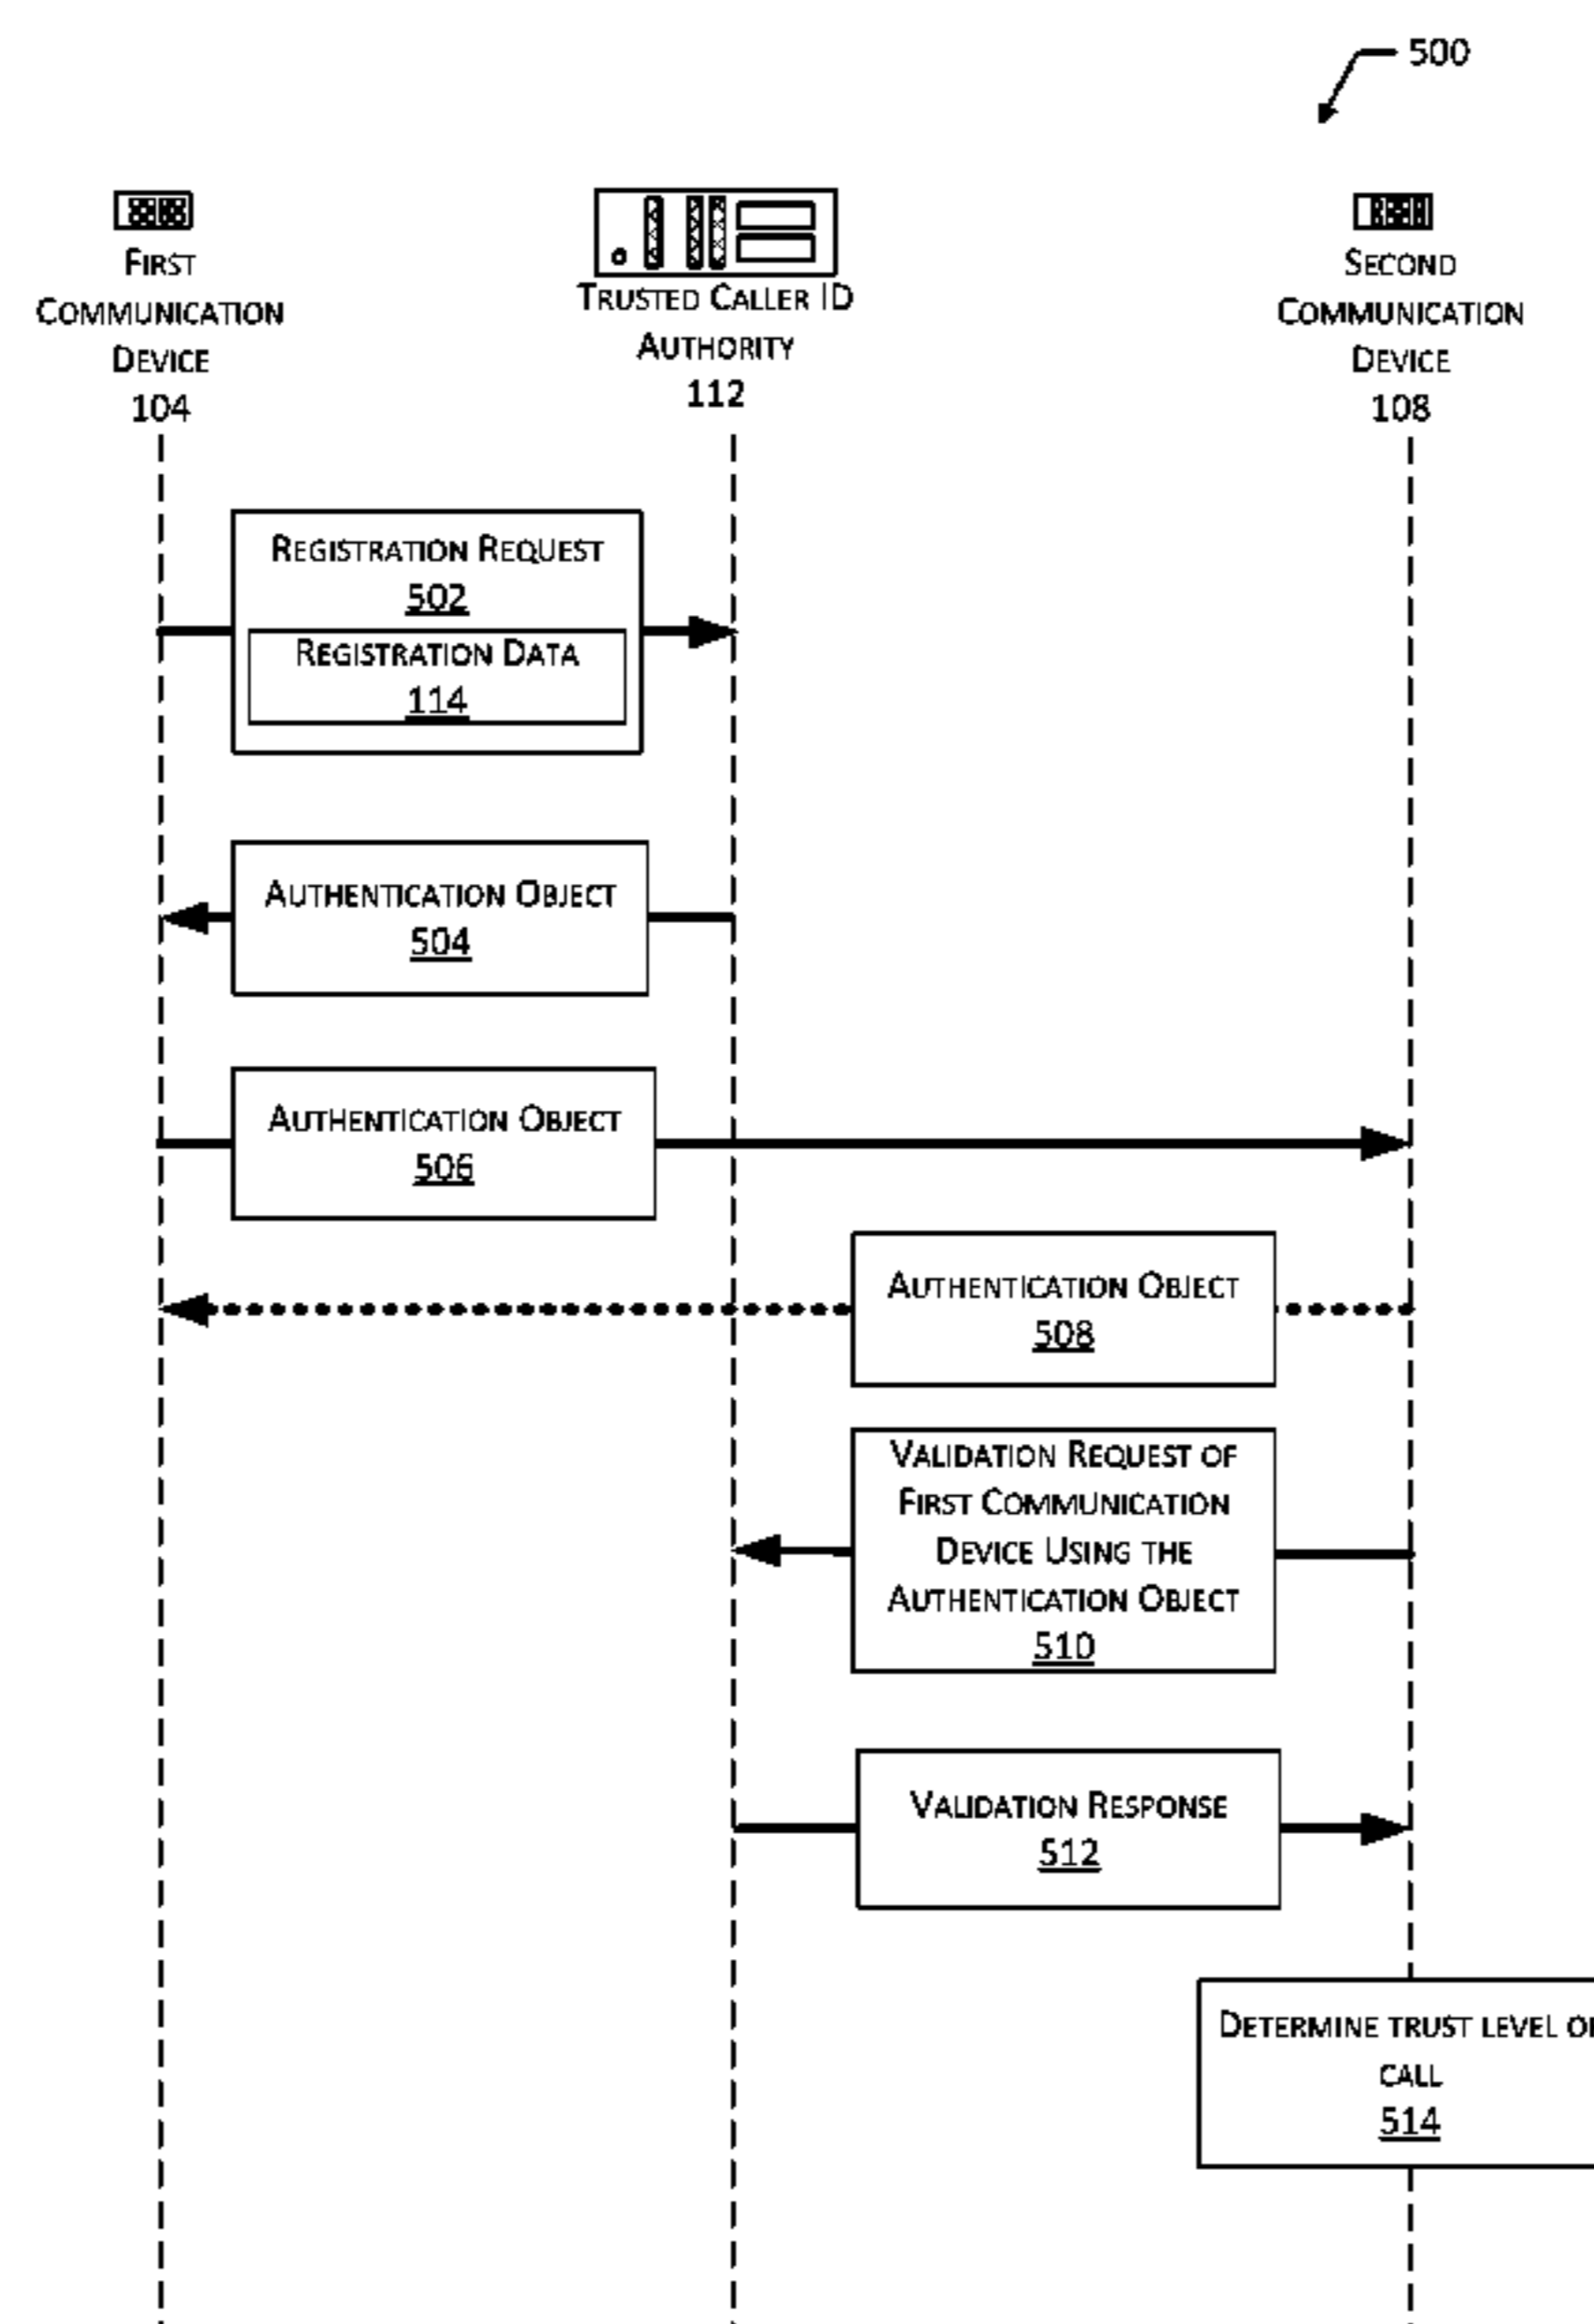 500
FIRST
COMMUNICATION
DEVICE
104
TRUSTED CALLER ID
AUTHORITY
112
SECOND
COMMUNICATION
DEVICE
108
REGISTRATION REQUEST
502
REGISTRATION DATA
114
AUTHENTICATION OBJECT
504
AUTHENTICATION OBJECT
506
AUTHENTICATION OBJECT
508
VALIDATION REQUEST OF
FIRST COMMUNICATION
DEVICE USING THE
AUTHENTICATION OBJECT
510
VALIDATION RESPONSE
512
DETERMINE TRUST LEVEL
CALL
514